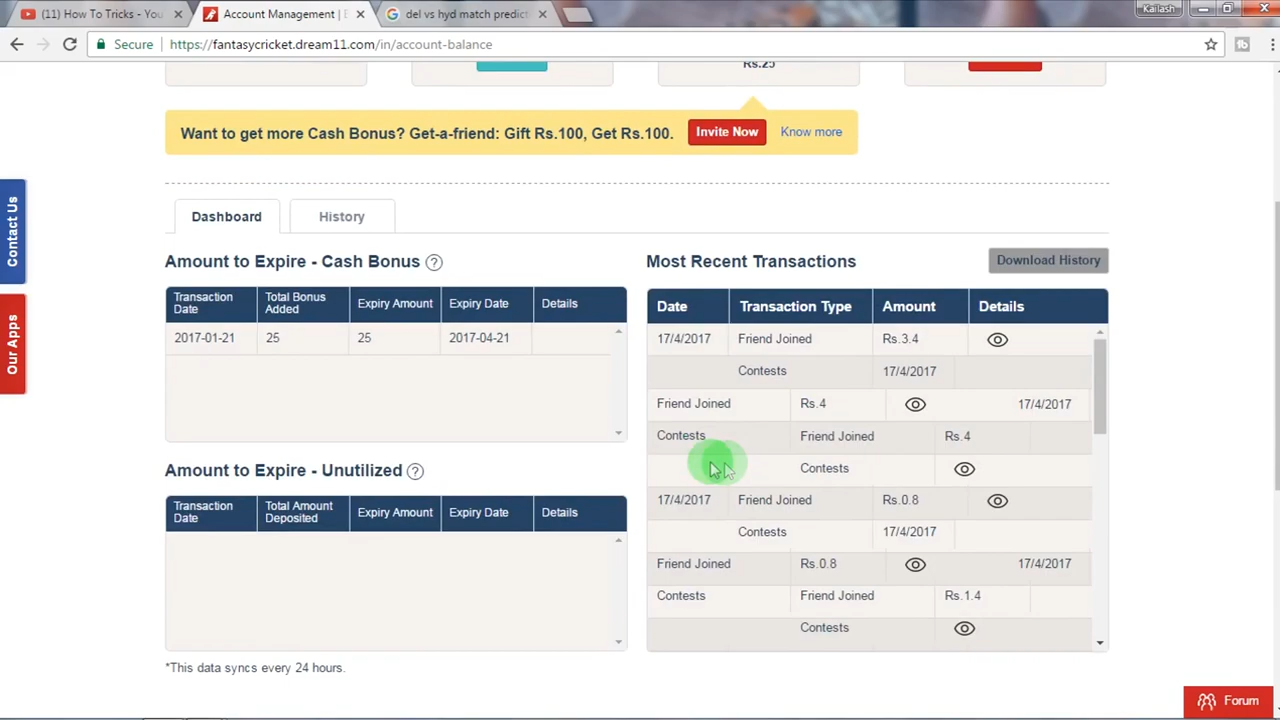 (11) How To Tricks - You
Account Management |
del vs hyd match predict
Kailash
Secure
https://fantasycricket.dream11.com/in/account-balance
Rs.25
Want to get more Cash Bonus? Get-a-friend: Gift Rs.100, Get Rs.100.
Invite Now
Know more
Contact Us
Our Apps
Dashboard
History
Amount to Expire - Cash Bonus ?
Transaction Date
Total Bonus Added
Expiry Amount
Expiry Date
Details
2017-01-21 25 25 2017-04-21
Amount to Expire - Unutilized ?
Transaction Date
Total Amount Deposited
Expiry Amount
Expiry Date
Details
*This data syncs every 24 hours.
Most Recent Transactions
Download History
Date Transaction Type Amount Details
17/4/2017 Friend Joined Rs.3.4
Contests 17/4/2017
Friend Joined Rs.4 17/4/2017
Contests Friend Joined Rs.4
Contests
17/4/2017 Friend Joined Rs.0.8
Contests 17/4/2017
Friend Joined Rs.0.8 17/4/2017
Contests Friend Joined Rs.1.4
Contests
Forum